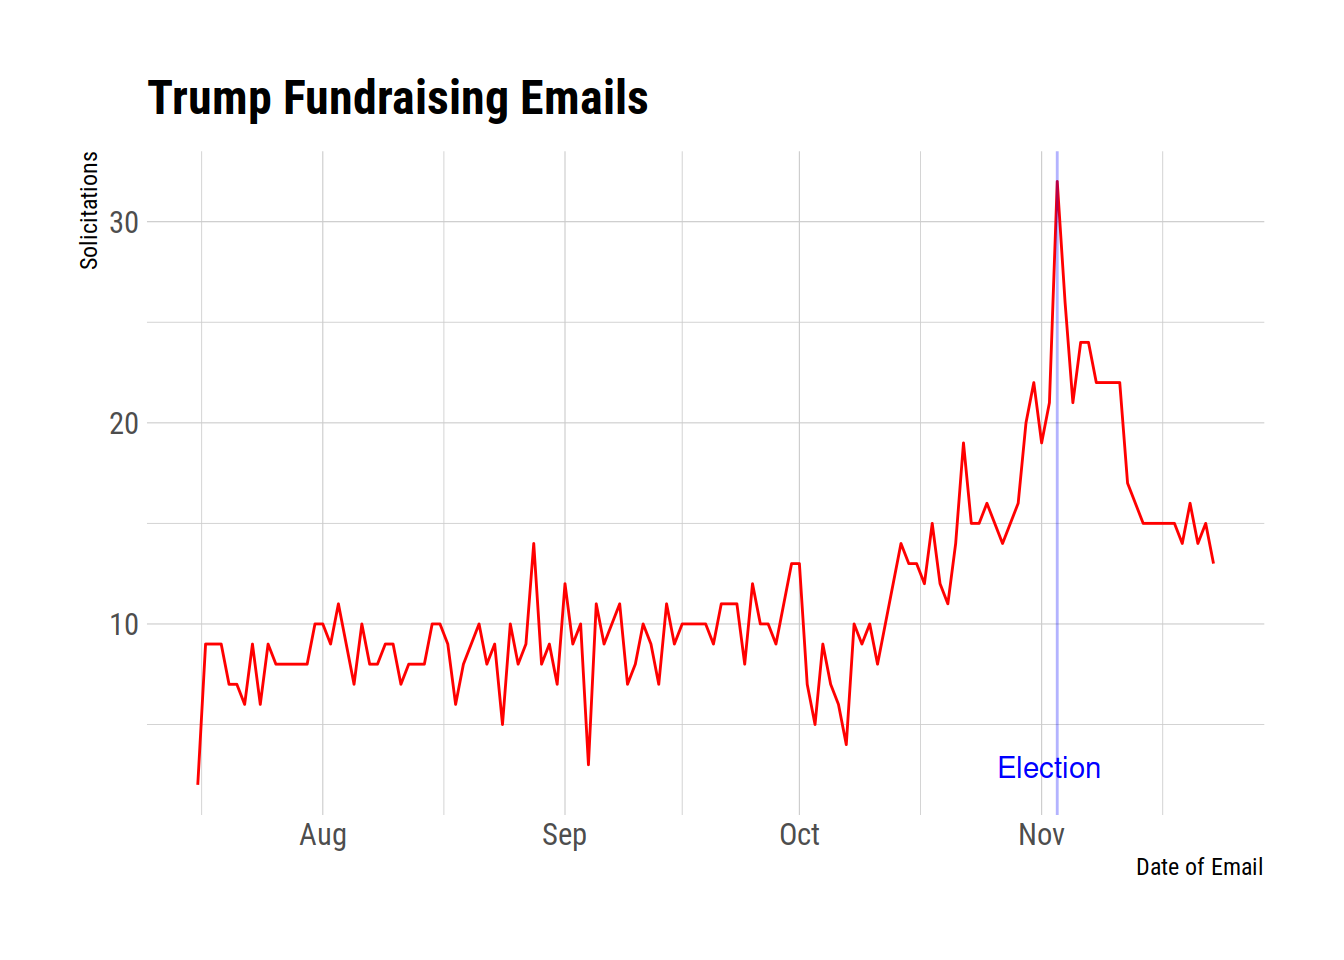 Trump Fundraising Emails
Solicitations
30
20
10
Election
Aug
Sep
Oct
Nov
Date of Email